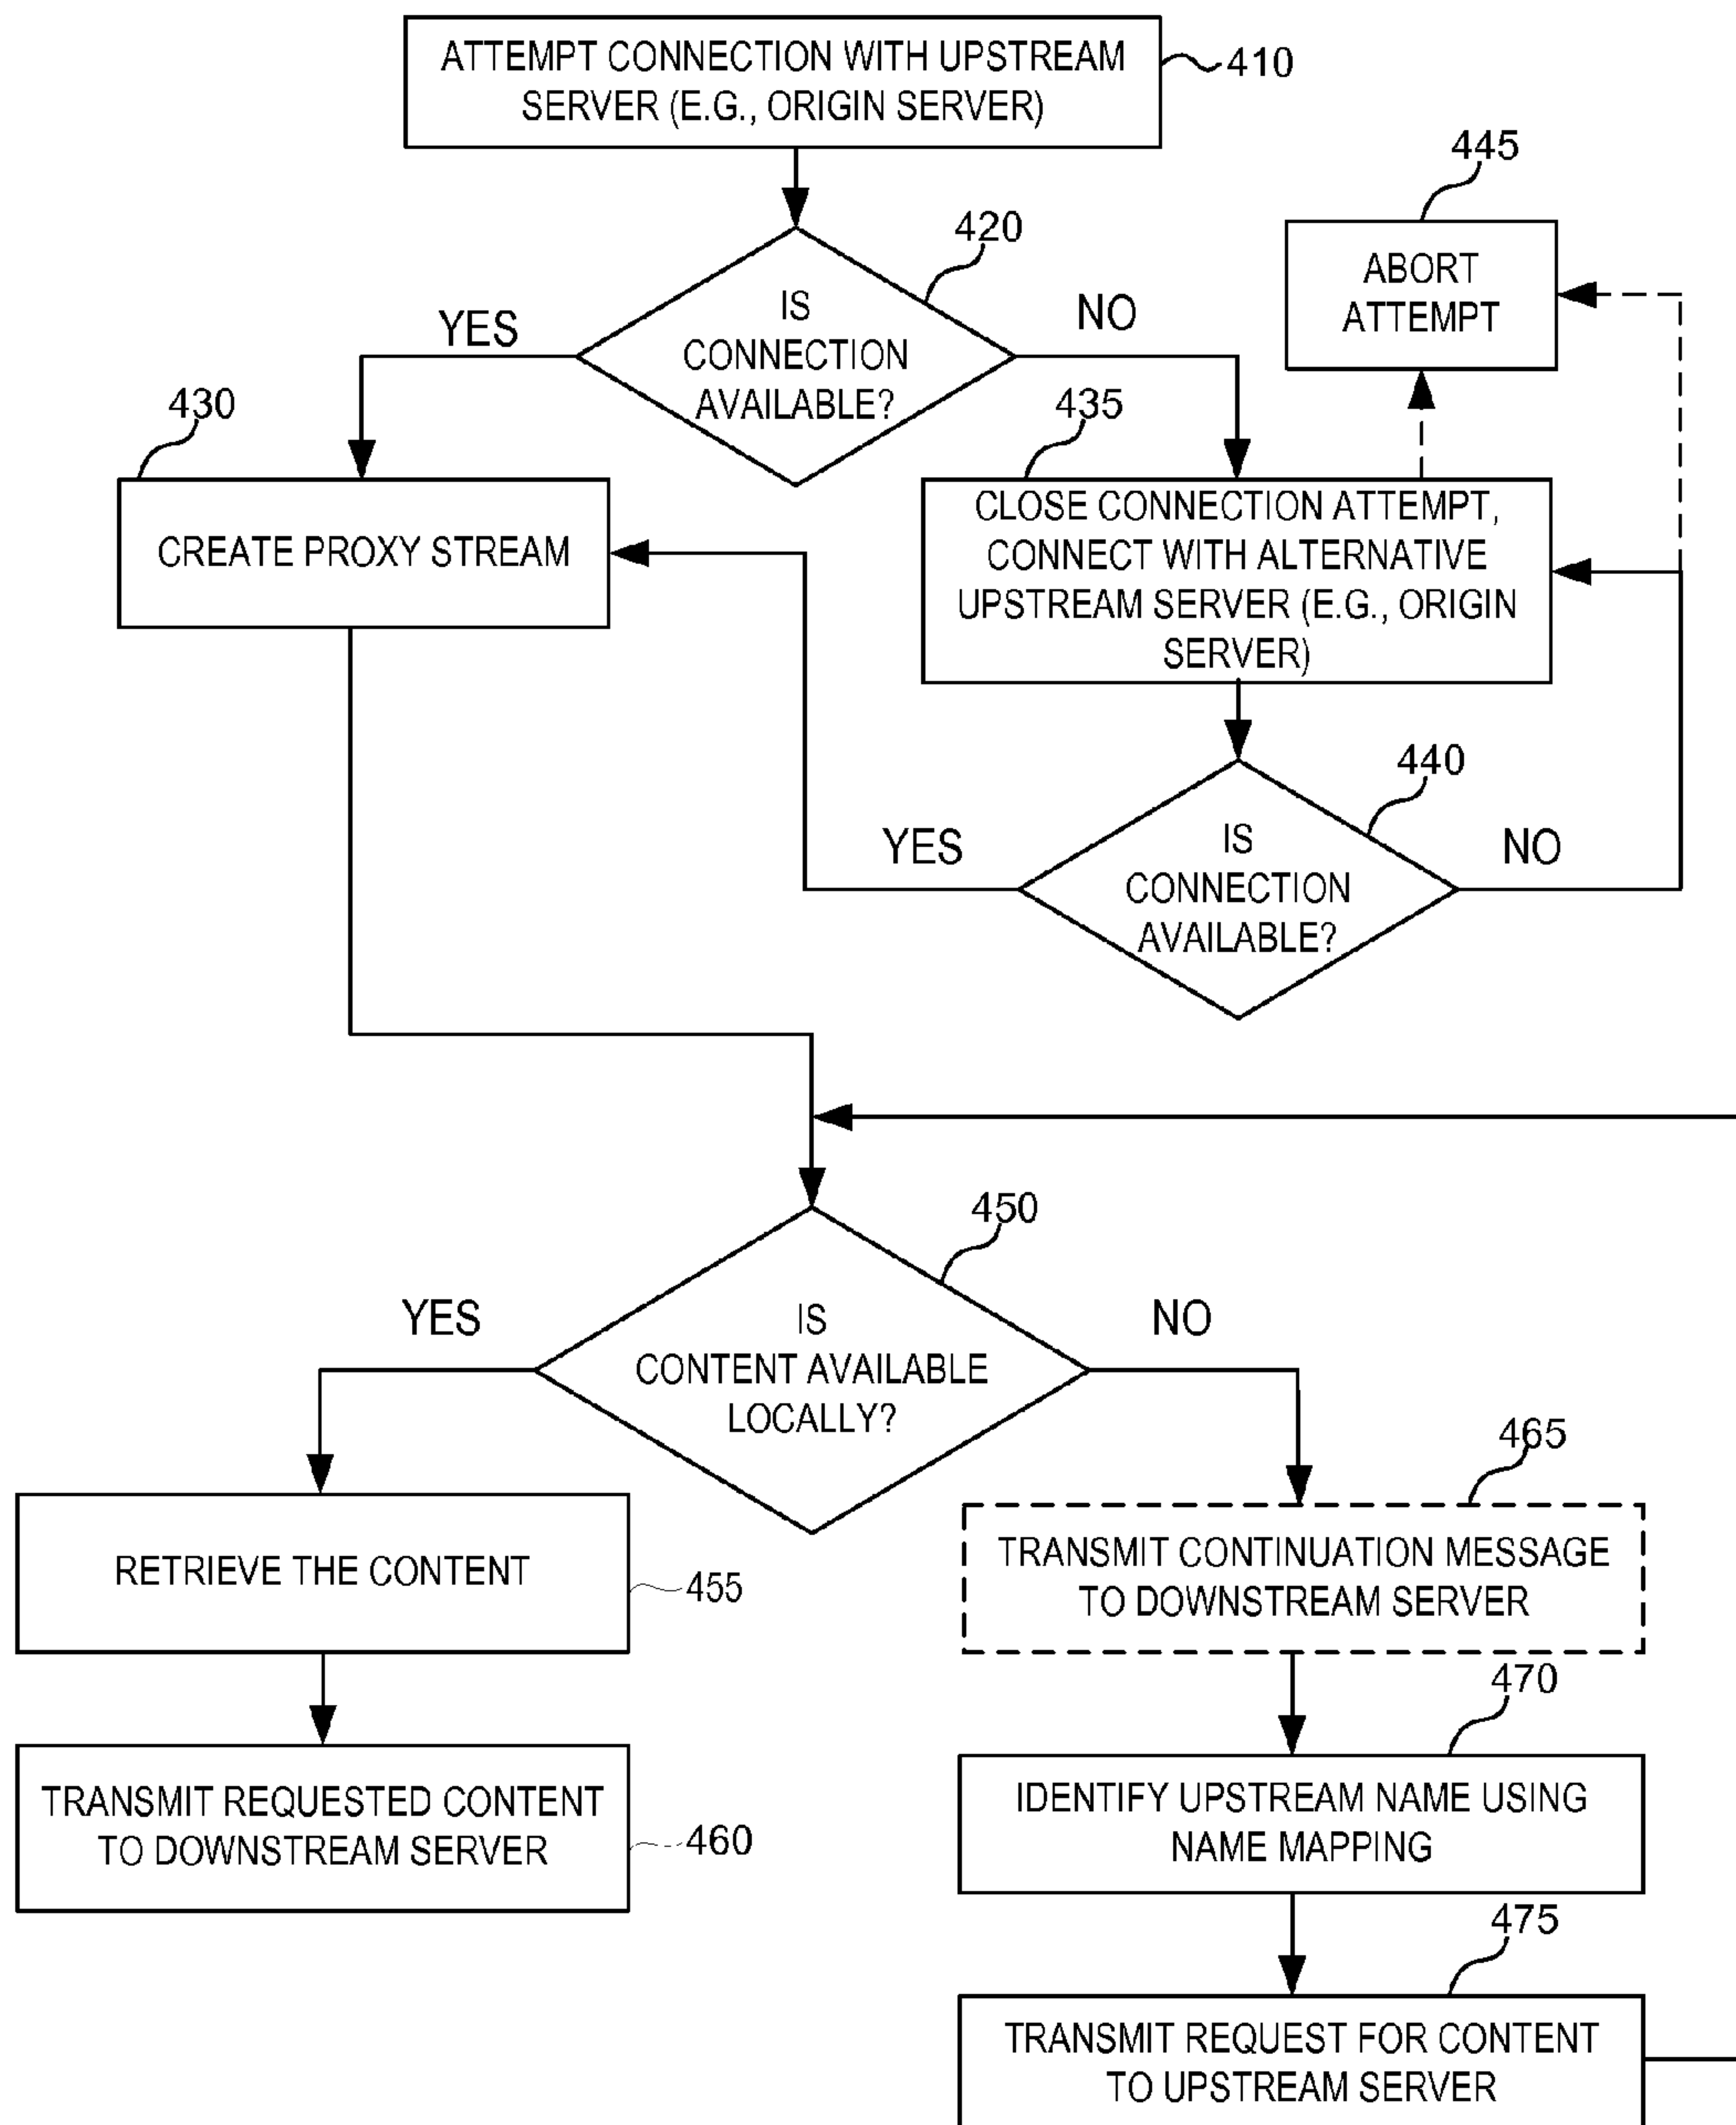 ATTEMPT CONNECTION WITH UPSTREAM
SERVER (E.G., ORIGIN SERVER)
410
445
ABORT
ATTEMPT
420
IS
CONNECTION
AVAILABLE?
YES
NO
430
CREATE PROXY STREAM
435
CLOSE CONNECTION ATTEMPT,
CONNECT WITH ALTERNATIVE
UPSTREAM SERVER (E.G., ORIGIN
SERVER)
440
IS
CONNECTION
AVAILABLE?
YES
NO
450
IS
CONTENT AVAILABLE
LOCALLY?
YES
NO
RETRIEVE THE CONTENT
455
TRANSMIT REQUESTED CONTENT
TO DOWNSTREAM SERVER
460
465
TRANSMIT CONTINUATION MESSAGE
TO DOWNSTREAM SERVER
470
IDENTIFY UPSTREAM NAME USING
NAME MAPPING
475
TRANSMIT REQUEST FOR CONTENT
TO UPSTREAM SERVER